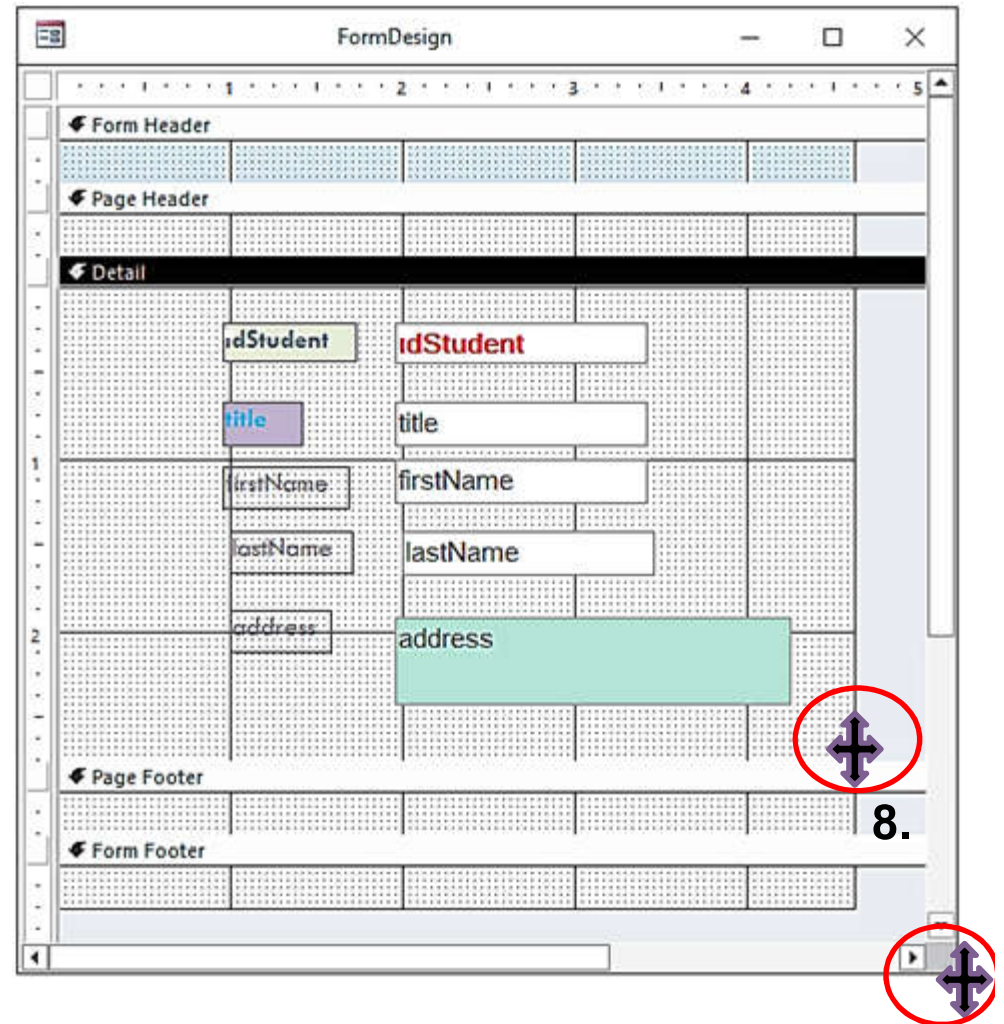 FormDesign
1 2 3 4 5
Form Header
Page Header
Detail
idStudent idStudent
title title
1
firstName firstName
lastName lastName
2
address address
Page Footer
8.
Form Footer